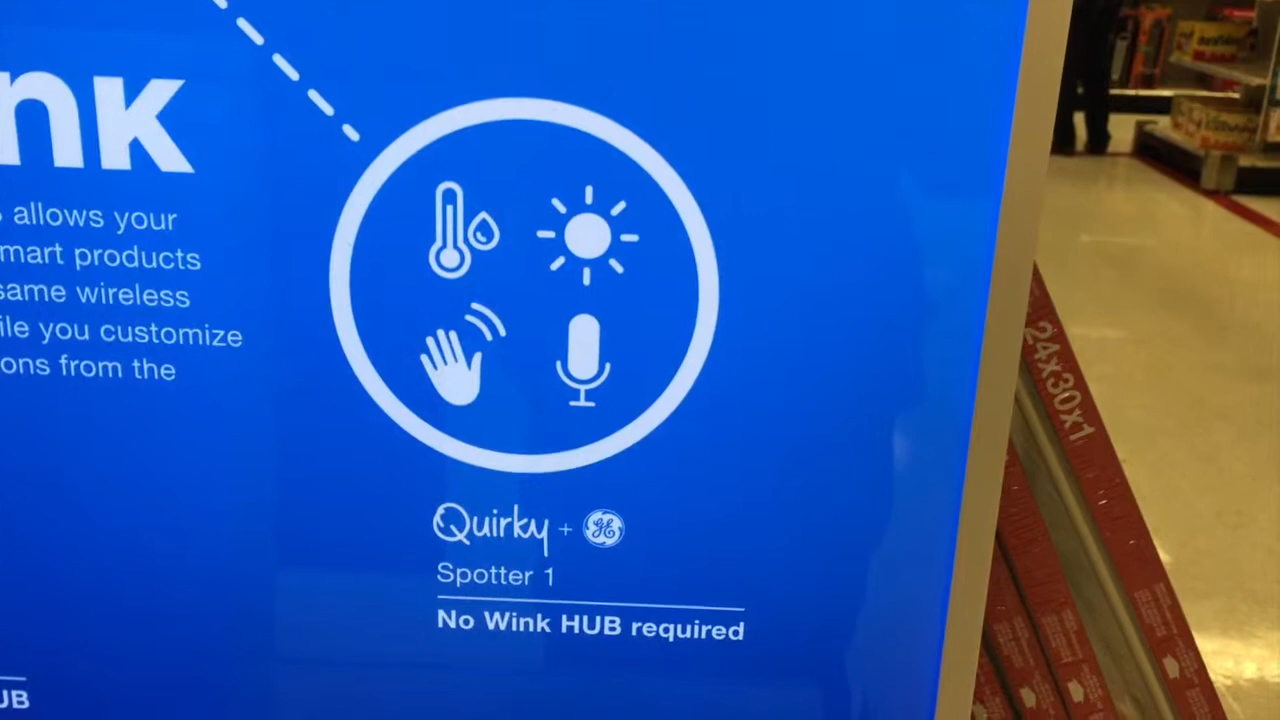 nk
allows your
mart products
same wireless
ile you customize
ons from the
Quirky + GE
Spotter 1
No Wink HUB required
UB
24x30x1